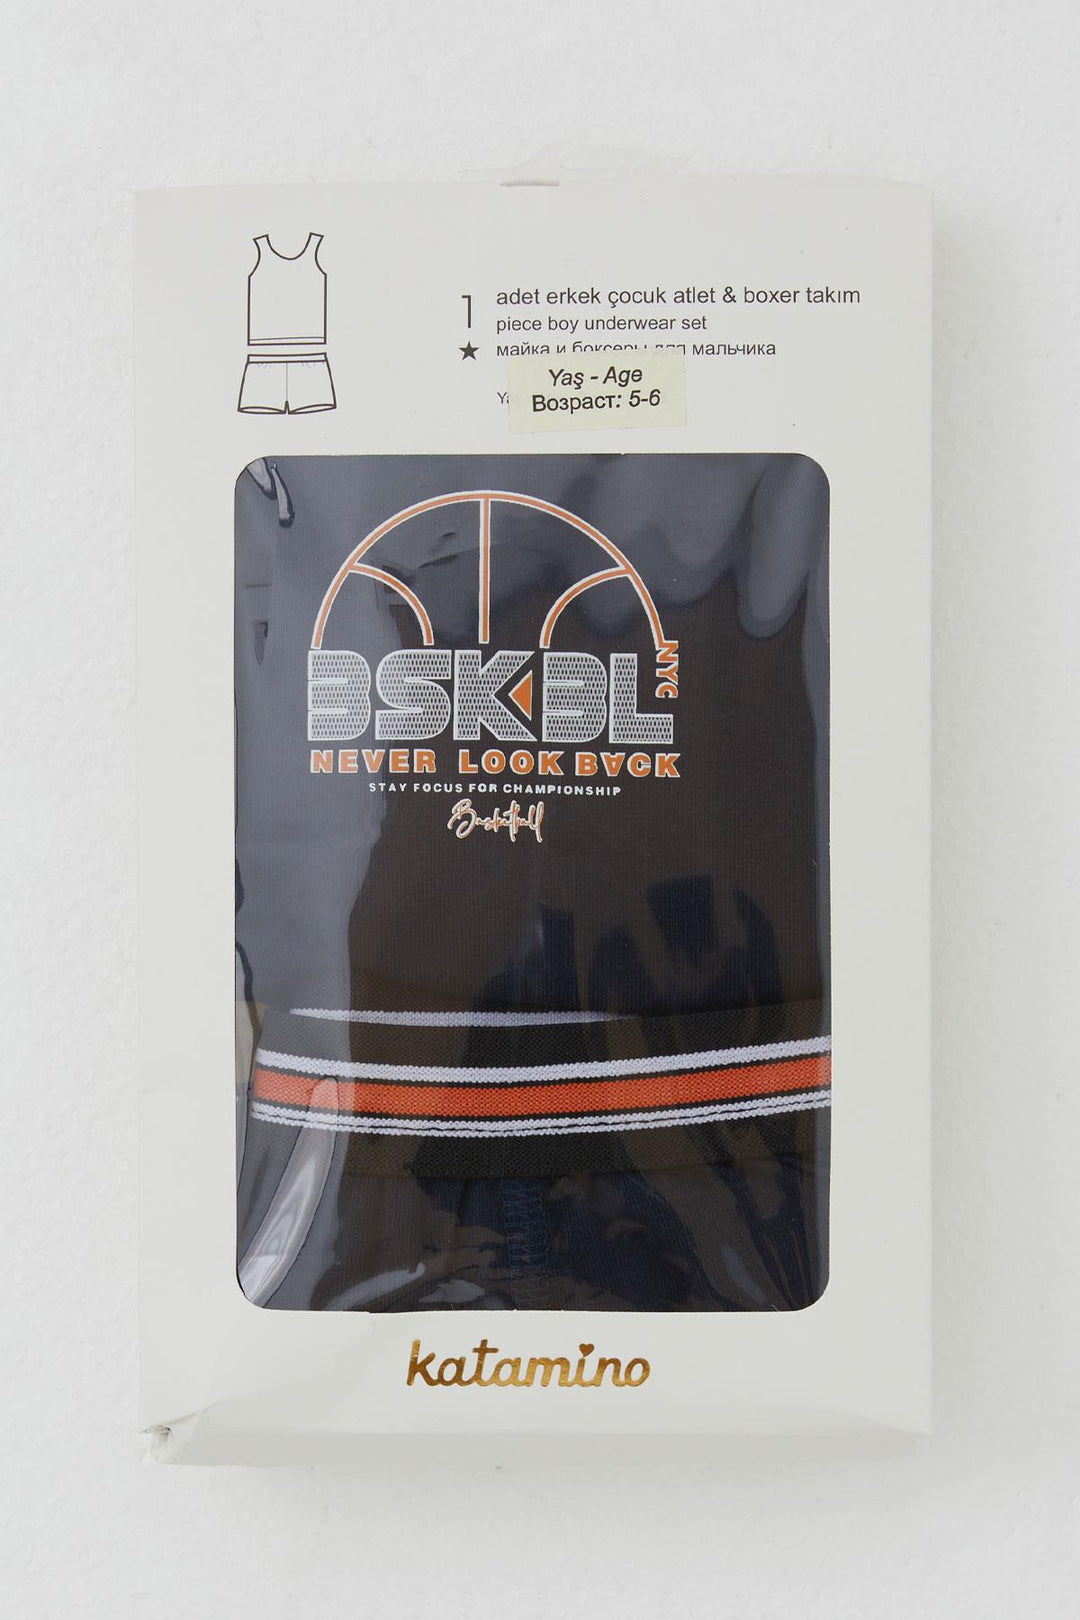 1 adet erkek çocuk atlet & boxer takım
piece boy underwear set
★ майка и боксеры для мальчика
Yaş - Age
Возраст: 5-6
NYC
BSKBL
NEVER LOOK BACK
STAY FOCUS FOR CHAMPIONSHIP
Basketball
katamino